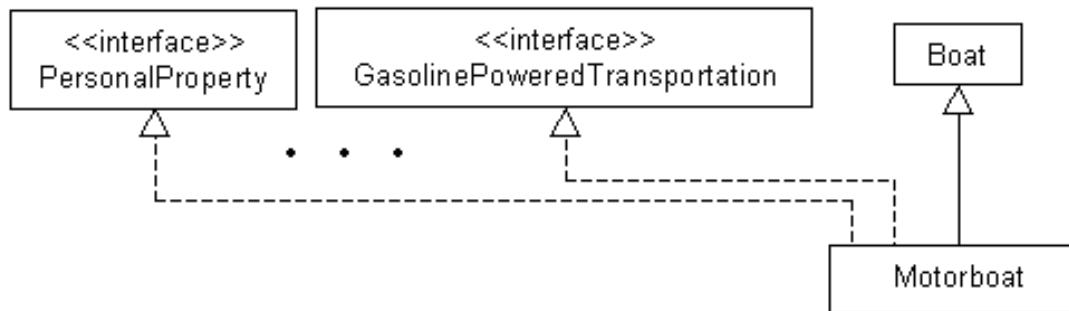 <<interface>>
PersonalProperty
<<interface>>
GasolinePoweredTransportation
Boat
Motorboat